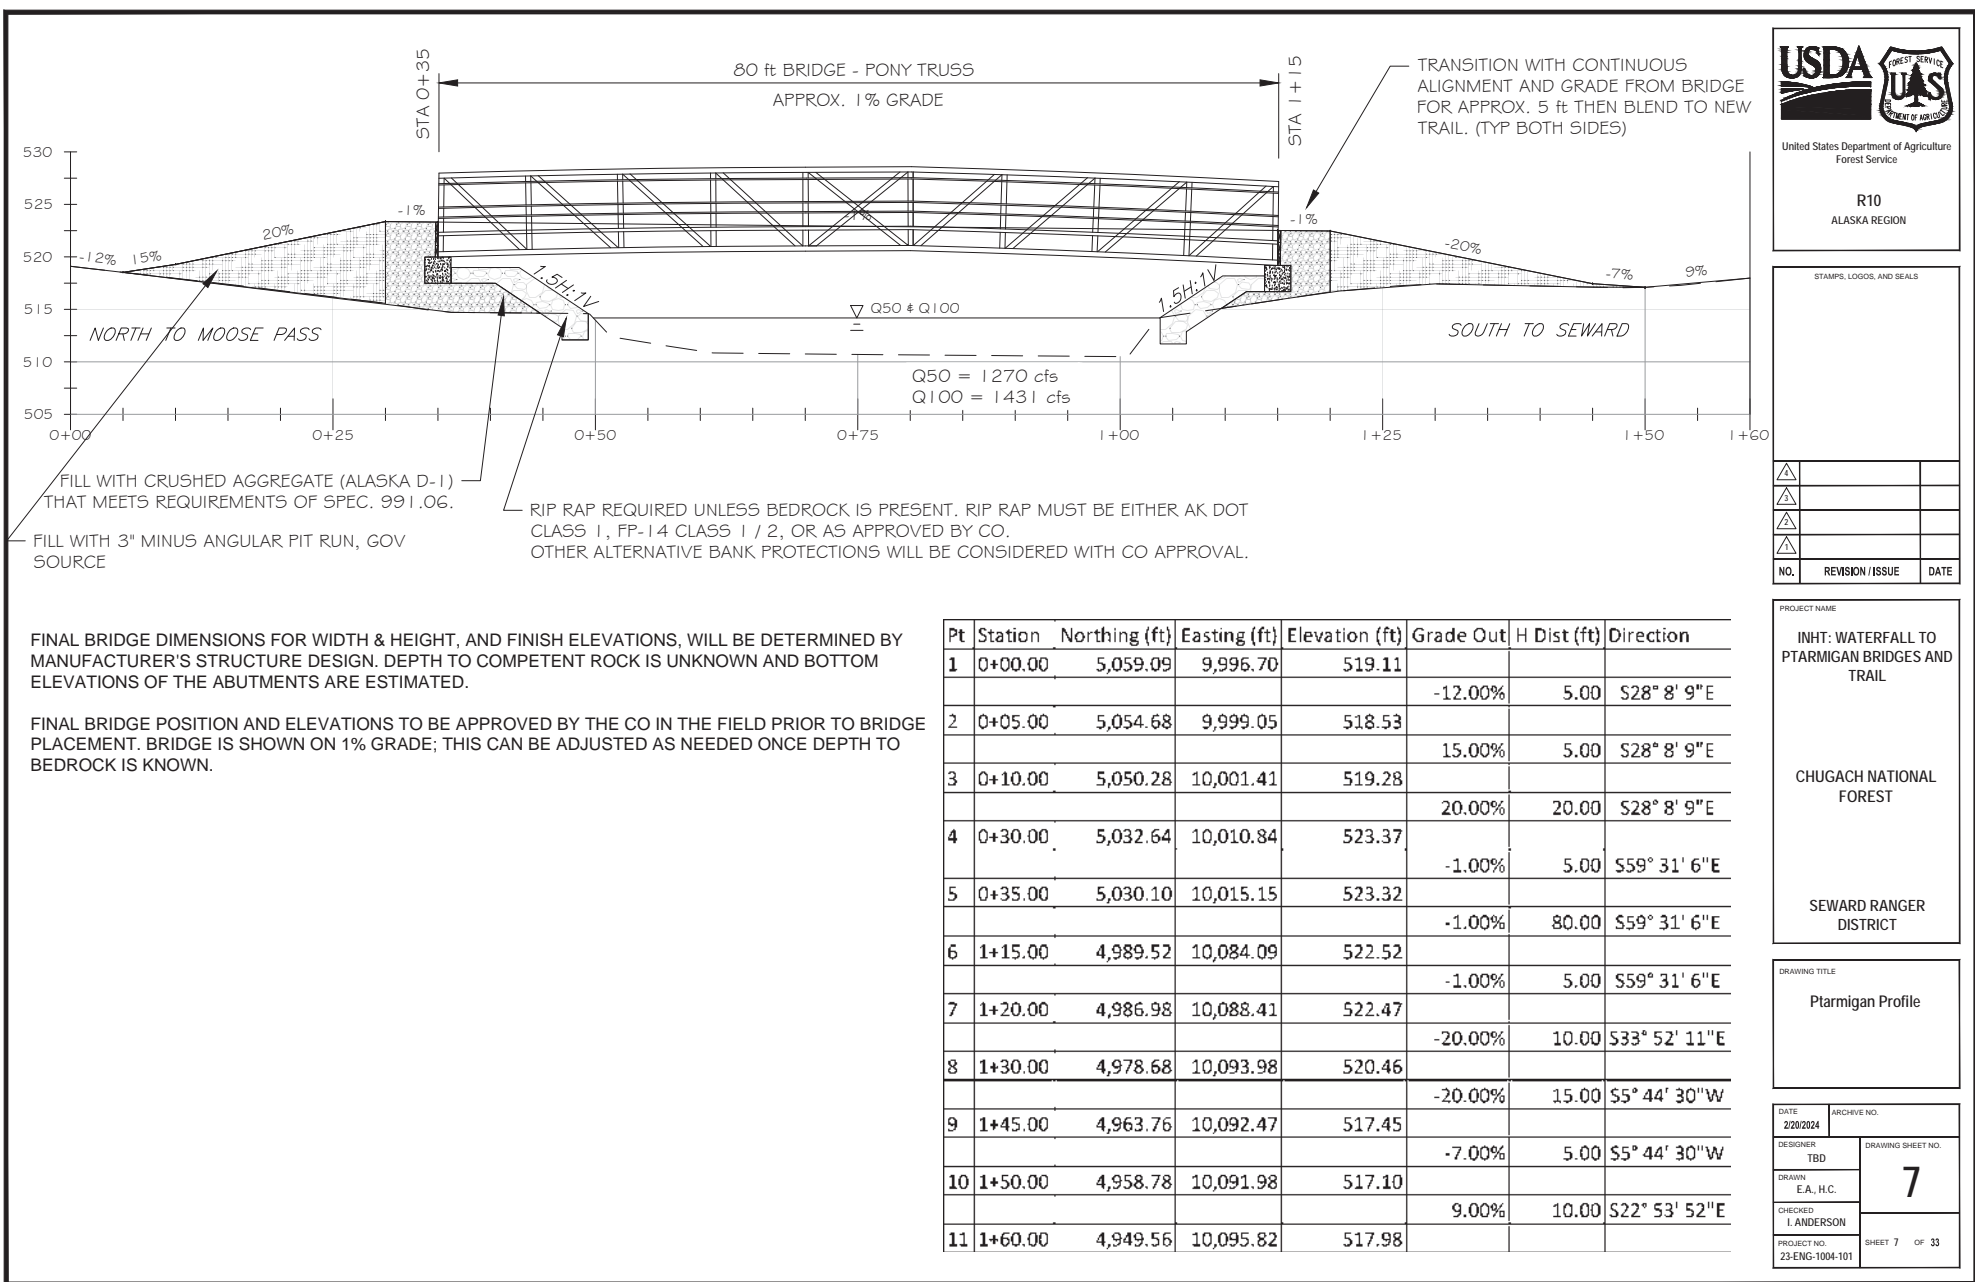 STA 0+35
80 ft BRIDGE - PONY TRUSS
APPROX. 1% GRADE
STA 1+15
TRANSITION WITH CONTINUOUS
ALIGNMENT AND GRADE FROM BRIDGE
FOR APPROX. 5 ft THEN BLEND TO NEW
TRAIL. (TYP BOTH SIDES)
530
525
520
515
510
505
-12%
15%
20%
-1%
-1%
-1%
-20%
-7%
9%
1.5H:1V
1.5H:1V
Q50 & Q100
NORTH TO MOOSE PASS
SOUTH TO SEWARD
Q50 = 1270 cfs
Q100 = 1431 cfs
0+00
0+25
0+50
0+75
1+00
1+25
1+50
1+60
FILL WITH CRUSHED AGGREGATE (ALASKA D-1)
THAT MEETS REQUIREMENTS OF SPEC. 991.06.
FILL WITH 3" MINUS ANGULAR PIT RUN, GOV
SOURCE
RIP RAP REQUIRED UNLESS BEDROCK IS PRESENT. RIP RAP MUST BE EITHER AK DOT
CLASS 1, FP-14 CLASS 1 / 2, OR AS APPROVED BY CO.
OTHER ALTERNATIVE BANK PROTECTIONS WILL BE CONSIDERED WITH CO APPROVAL.
FINAL BRIDGE DIMENSIONS FOR WIDTH & HEIGHT, AND FINISH ELEVATIONS, WILL BE DETERMINED BY
MANUFACTURER'S STRUCTURE DESIGN. DEPTH TO COMPETENT ROCK IS UNKNOWN AND BOTTOM
ELEVATIONS OF THE ABUTMENTS ARE ESTIMATED.
FINAL BRIDGE POSITION AND ELEVATIONS TO BE APPROVED BY THE CO IN THE FIELD PRIOR TO BRIDGE
PLACEMENT. BRIDGE IS SHOWN ON 1% GRADE; THIS CAN BE ADJUSTED AS NEEDED ONCE DEPTH TO
BEDROCK IS KNOWN.
Pt Station Northing (ft) Easting (ft) Elevation (ft) Grade Out H Dist (ft) Direction
1 0+00.00 5,059.09 9,996.70 519.11
-12.00% 5.00 S28° 8' 9"E
2 0+05.00 5,054.68 9,999.05 518.53
15.00% 5.00 S28° 8' 9"E
3 0+10.00 5,050.28 10,001.41 519.28
20.00% 20.00 S28° 8' 9"E
4 0+30.00 5,032.64 10,010.84 523.37
-1.00% 5.00 S59° 31' 6"E
5 0+35.00 5,030.10 10,015.15 523.32
-1.00% 80.00 S59° 31' 6"E
6 1+15.00 4,989.52 10,084.09 522.52
-1.00% 5.00 S59° 31' 6"E
7 1+20.00 4,986.98 10,088.41 522.47
-20.00% 10.00 S33° 52' 11"E
8 1+30.00 4,978.68 10,093.98 520.46
-20.00% 15.00 S5° 44' 30"W
9 1+45.00 4,963.76 10,092.47 517.45
-7.00% 5.00 S5° 44' 30"W
10 1+50.00 4,958.78 10,091.98 517.10
9.00% 10.00 S22° 53' 52"E
11 1+60.00 4,949.56 10,095.82 517.98
USDA
FOREST SERVICE
US
DEPARTMENT OF AGRICULTURE
United States Department of Agriculture
Forest Service
R10
ALASKA REGION
STAMPS, LOGOS, AND SEALS
4
3
2
1
NO. REVISION / ISSUE DATE
PROJECT NAME
INHT: WATERFALL TO
PTARMIGAN BRIDGES AND
TRAIL
CHUGACH NATIONAL
FOREST
SEWARD RANGER
DISTRICT
DRAWING TITLE
Ptarmigan Profile
DATE
2/20/2024
ARCHIVE NO.
DESIGNER
TBD
DRAWING SHEET NO.
7
DRAWN
E.A., H.C.
CHECKED
I. ANDERSON
PROJECT NO.
23-ENG-1004-101
SHEET 7 OF 33